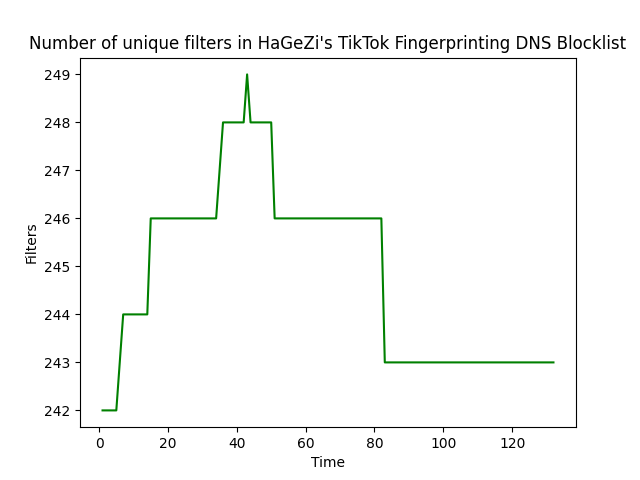 Number of unique filters in HaGeZi's TikTok Fingerprinting DNS Blocklist
249
248
247
246
245
244
243
242
Filters
0 20 40 60 80 100 120
Time